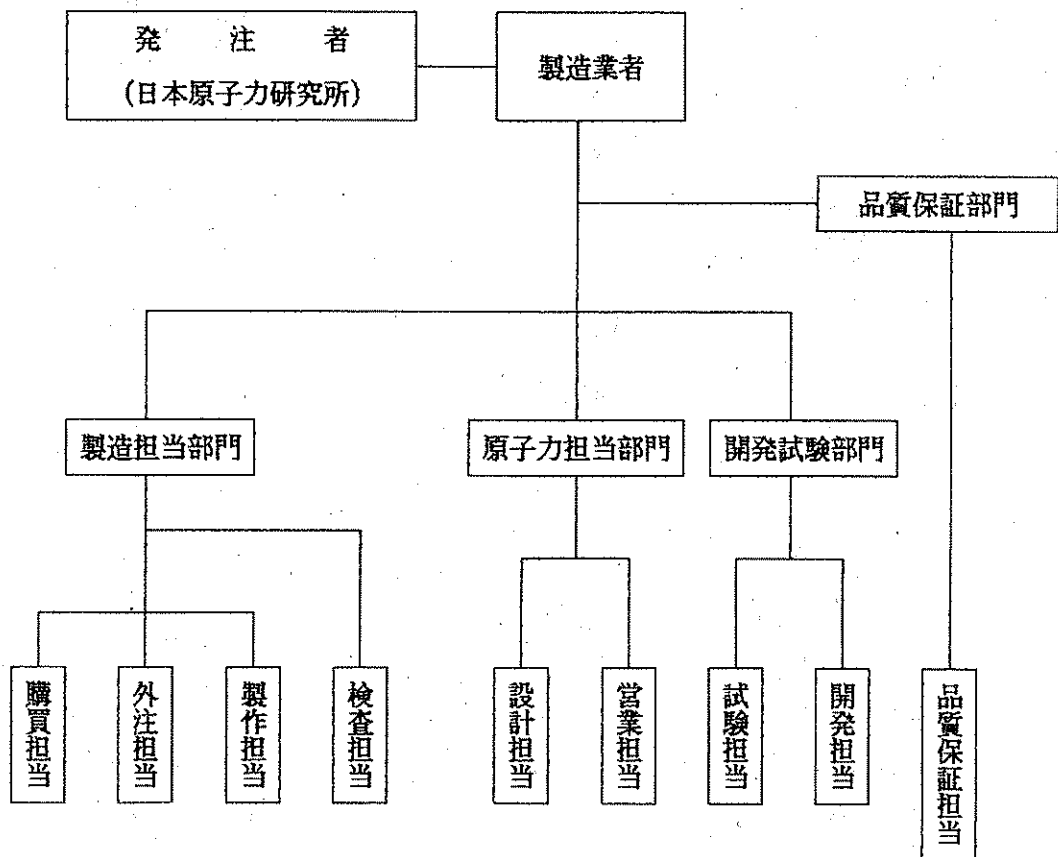 発注者
(日本原子力研究所)
製造業者
品質保証部門
製造担当部門
原子力担当部門
開発試験部門
購買担当
外注担当
製作担当
検査担当
設計担当
営業担当
試験担当
開発担当
品質保証担当